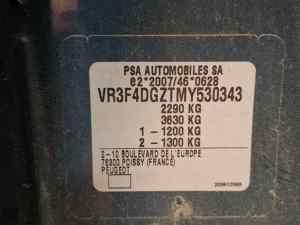 PSA AUTOMOBILES SA
e2*2007/46*0628
VR3F4DGZTMY530343
2290 KG
3630 KG
1 - 1200 KG
2 - 1300 KG
2-10 BOULEVARD DE L'EUROPE
78300 POISSY (FRANCE)
PEUGEOT